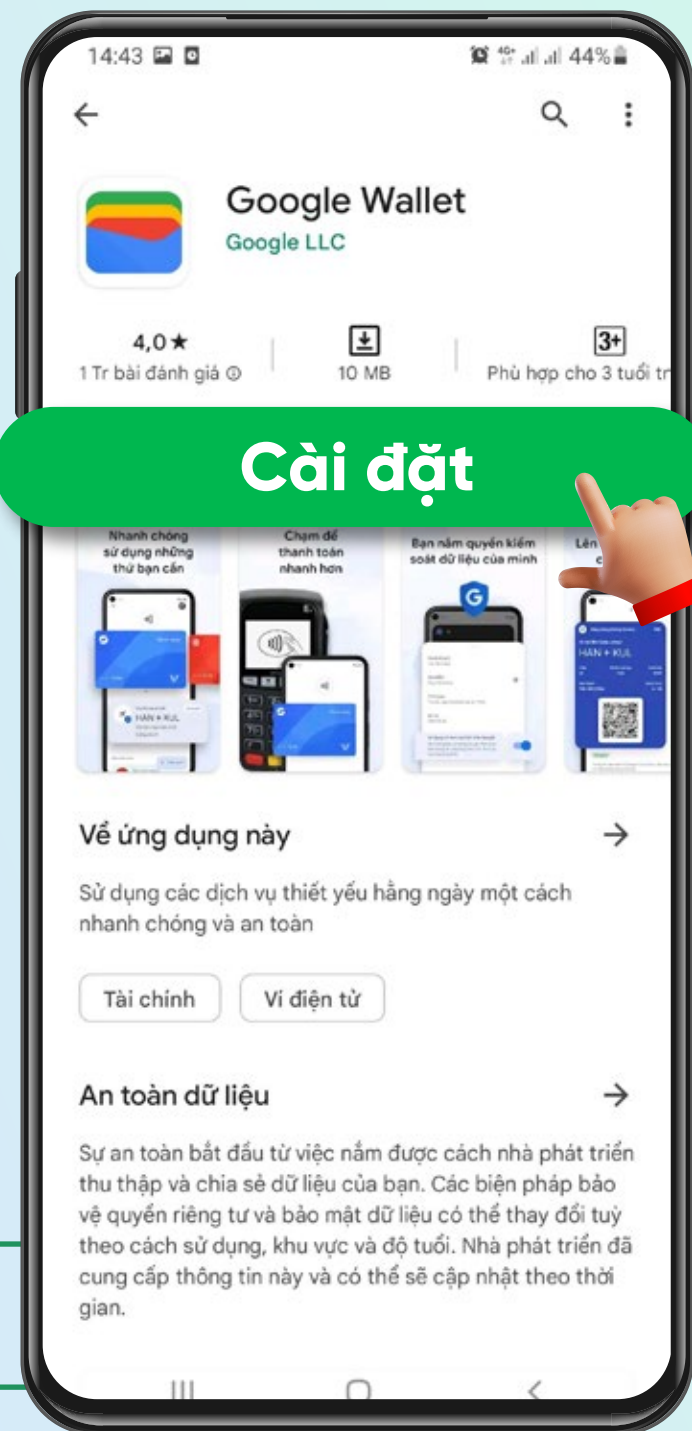 14:43
4G+
44%
Google Wallet
Google LLC
4,0★
1 Tr bài đánh giá
10 MB
3+
Phù hợp cho 3 tuổi tr
Cài đặt
Nhanh chóng
sử dụng những
thứ bạn cần
Chạm để
thanh toán
nhanh hơn
Bạn nắm quyền kiểm
soát dữ liệu của mình
Lên
c
G
HAN + KUL
HAN + KUL
Về ứng dụng này
Sử dụng các dịch vụ thiết yếu hằng ngày một cách
nhanh chóng và an toàn
Tài chính
Ví điện tử
An toàn dữ liệu
Sự an toàn bắt đầu từ việc nắm được cách nhà phát triển
thu thập và chia sẻ dữ liệu của bạn. Các biện pháp bảo
vệ quyền riêng tư và bảo mật dữ liệu có thể thay đổi tuỳ
theo cách sử dụng, khu vực và độ tuổi. Nhà phát triển đã
cung cấp thông tin này và có thể sẽ cập nhật theo thời
gian.